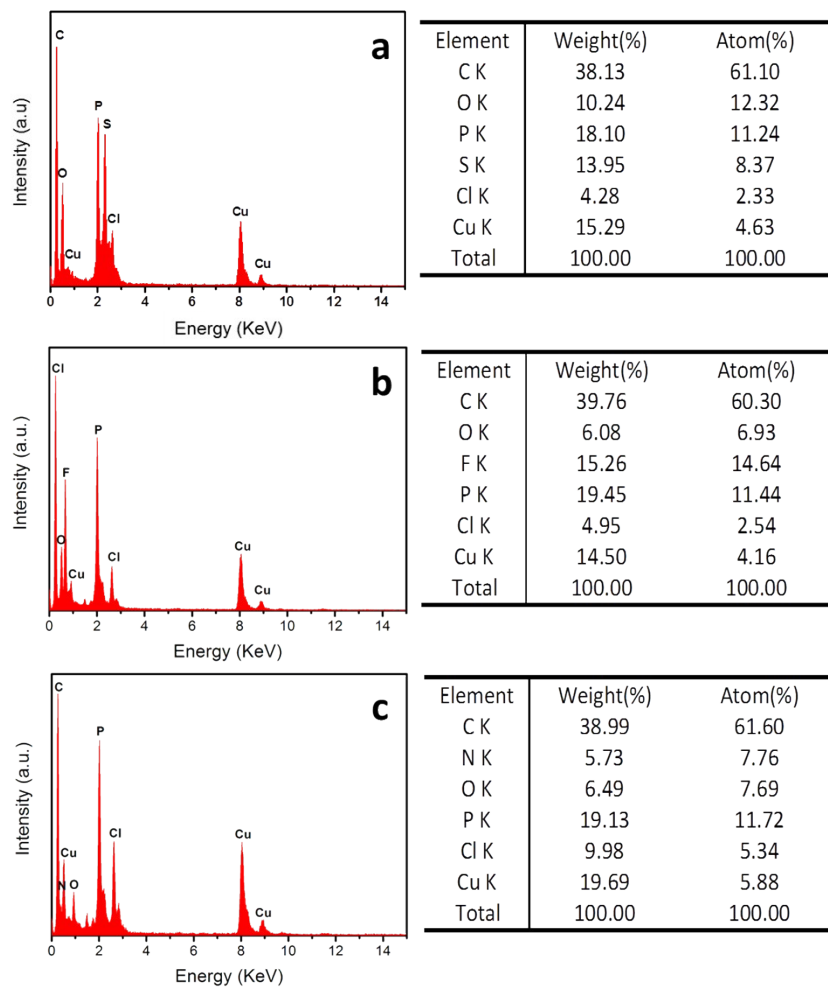 a
C
P
S
O
Cl
Cu
Cu
Cu
Intensity (a.u)
0 2 4 6 8 10 12 14
Energy (KeV)
Element Weight(%) Atom(%)
C K 38.13 61.10
O K 10.24 12.32
P K 18.10 11.24
S K 13.95 8.37
Cl K 4.28 2.33
Cu K 15.29 4.63
Total 100.00 100.00
b
Cl
P
F
O
Cu
Cl
Cu
Cu
Intensity (a.u.)
0 2 4 6 8 10 12 14
Energy (KeV)
Element Weight(%) Atom(%)
C K 39.76 60.30
O K 6.08 6.93
F K 15.26 14.64
P K 19.45 11.44
Cl K 4.95 2.54
Cu K 14.50 4.16
Total 100.00 100.00
c
C
P
Cl
Cu
Cu
N O
Cu
Intensity (a.u.)
0 2 4 6 8 10 12 14
Energy (KeV)
Element Weight(%) Atom(%)
C K 38.99 61.60
N K 5.73 7.76
O K 6.49 7.69
P K 19.13 11.72
Cl K 9.98 5.34
Cu K 19.69 5.88
Total 100.00 100.00